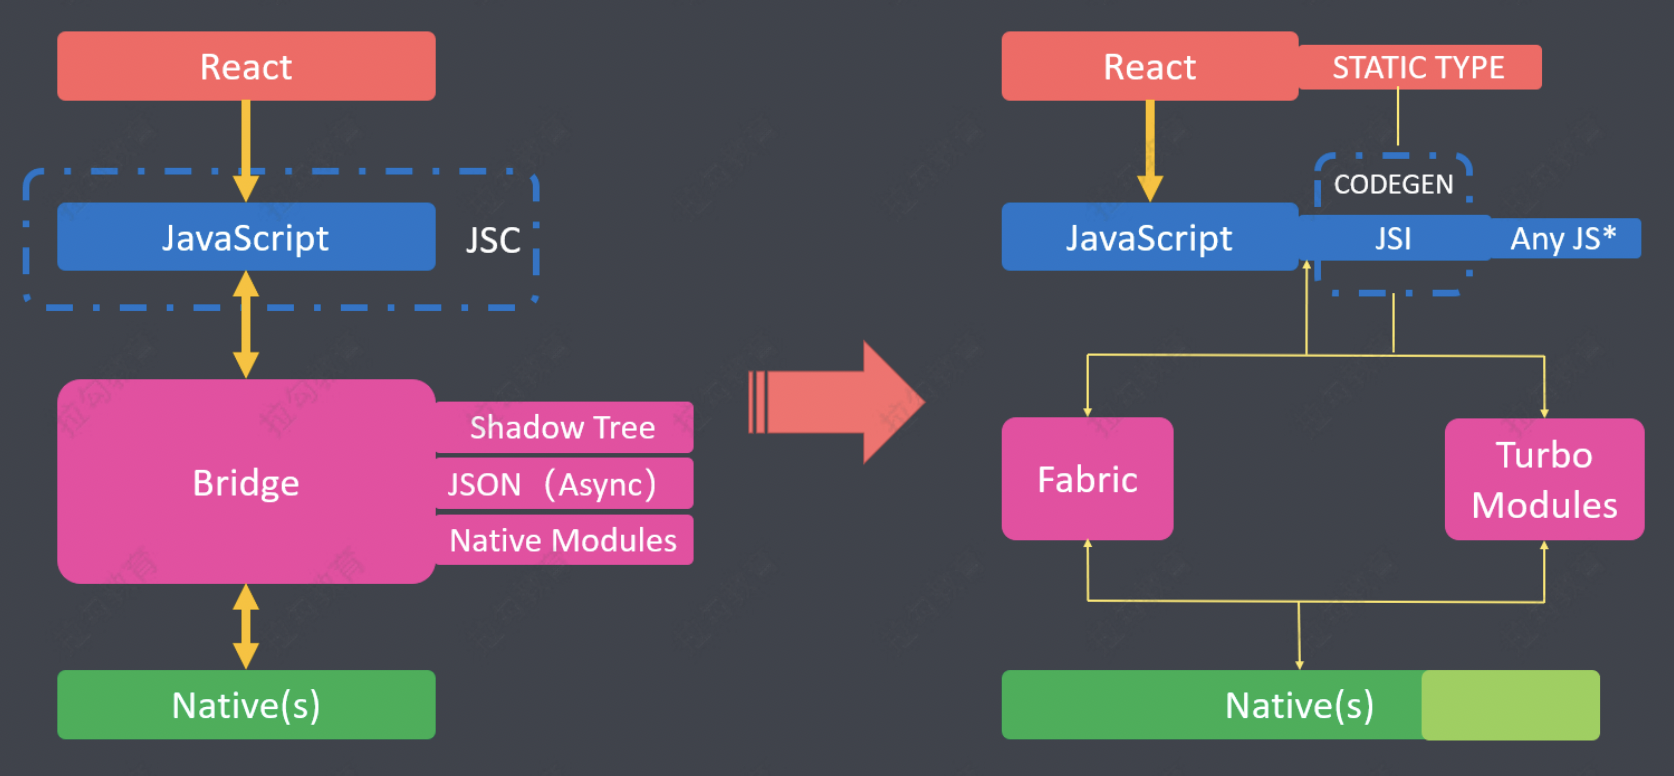 React
JavaScript
JSC
Bridge
Shadow Tree
JSON（Async）
Native Modules
Native(s)
React
STATIC TYPE
CODEGEN
JavaScript
JSI
Any JS*
Fabric
Turbo
Modules
Native(s)